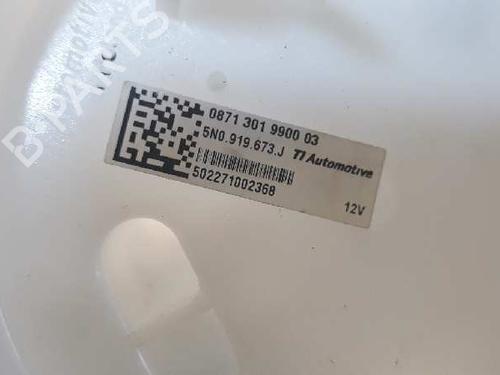 B-PARTS
0871 301 9900 03
5N0.919.673.J TI Automotive
502271002368
12V